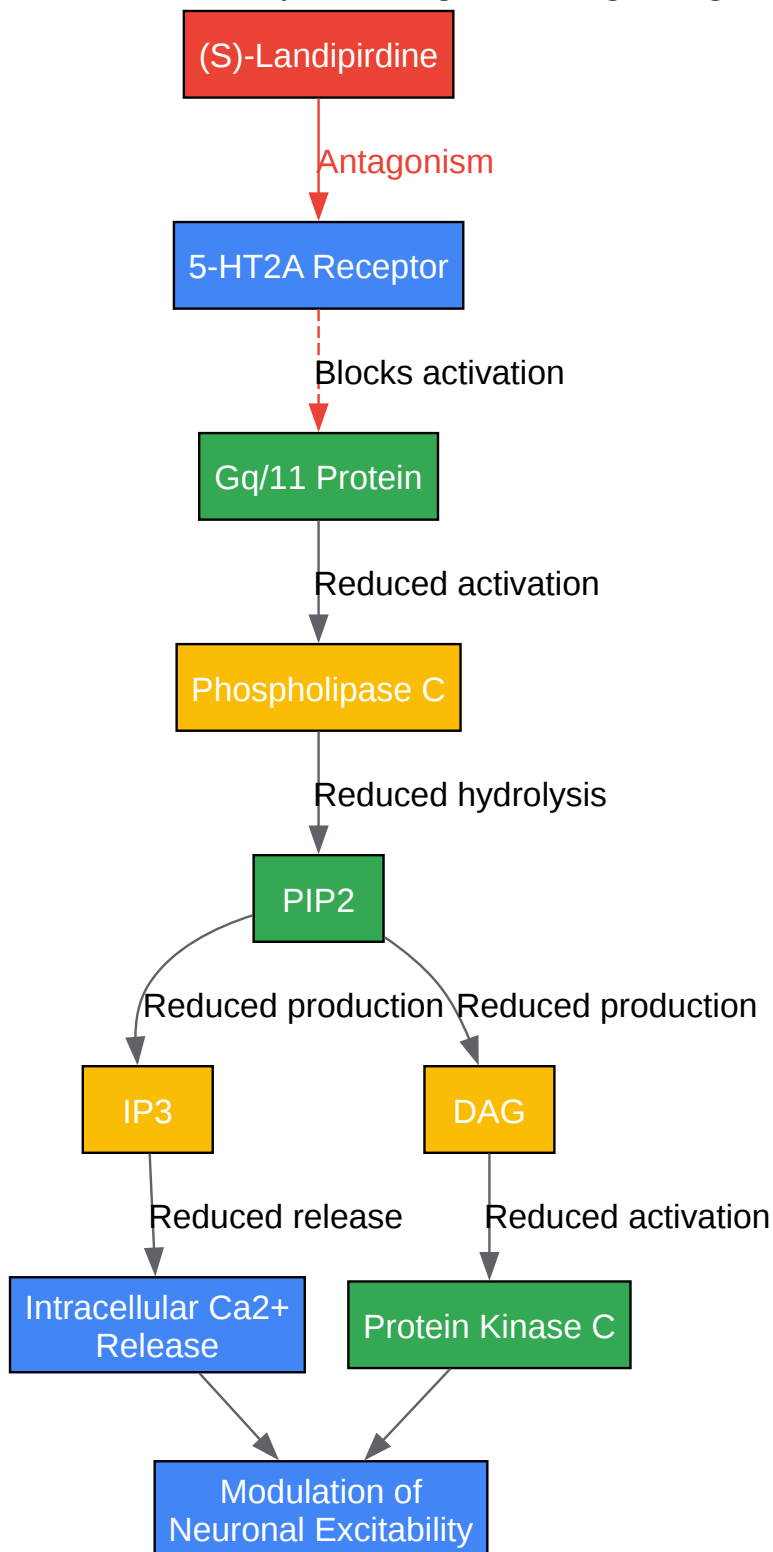 (S)-Landipirdine
Antagonism
5-HT2A Receptor
Blocks activation
Gq/11 Protein
Reduced activation
Phospholipase C
Reduced hydrolysis
PIP2
Reduced production
Reduced production
IP3
DAG
Reduced release
Reduced activation
Intracellular Ca2+
Release
Protein Kinase C
Modulation of
Neuronal Excitability